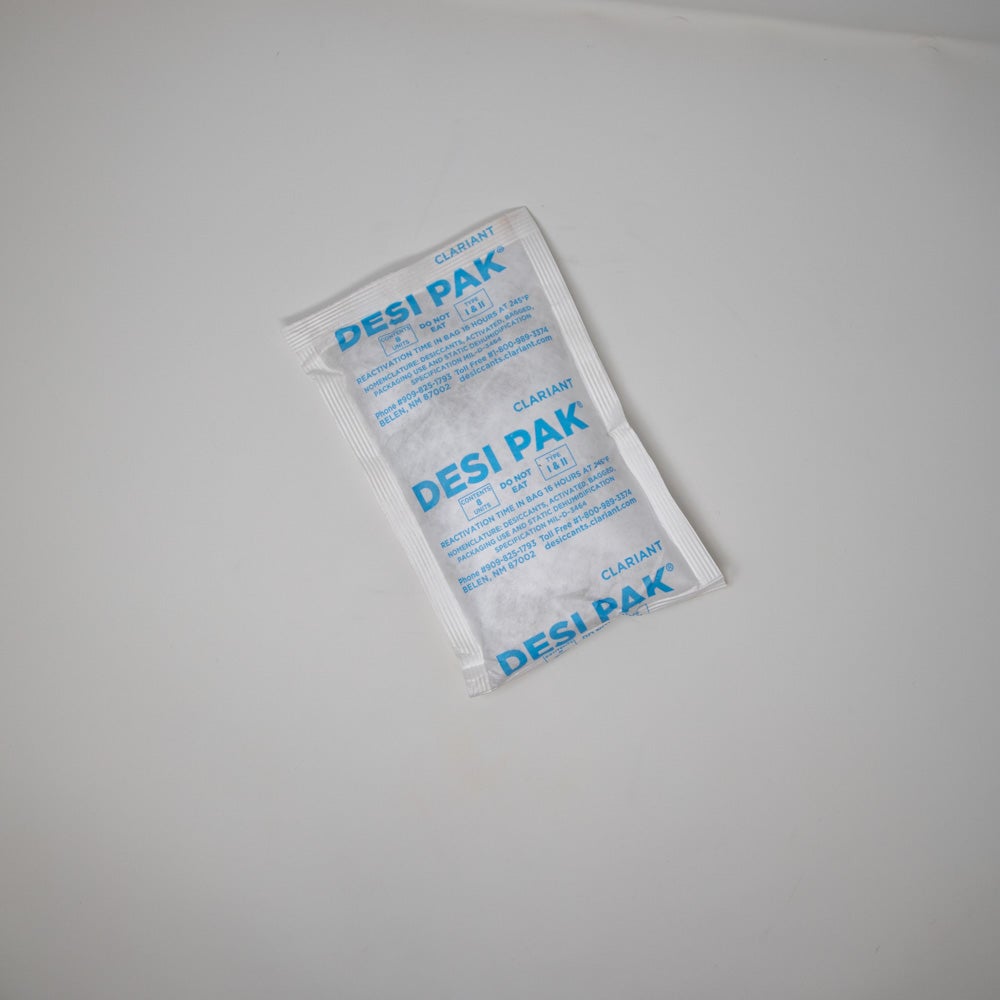 CLARIANT
DESI PAK®
CONTENTS 8 UNITS DO NOT EAT TYPE I & II
REACTIVATION TIME IN BAG 16 HOURS AT 245°F
NOMENCLATURE: DESICCANTS, ACTIVATED, BAGGED,
PACKAGING USE AND STATIC DEHUMIDIFICATION
SPECIFICATION MIL-D-3464
Phone #909-825-1793 Toll Free #1-800-989-3374
BELEN, NM 87002 desiccants.clariant.com
CLARIANT
DESI PAK®
CONTENTS 8 UNITS DO NOT EAT TYPE I & II
REACTIVATION TIME IN BAG 16 HOURS AT 245°F
NOMENCLATURE: DESICCANTS, ACTIVATED, BAGGED,
PACKAGING USE AND STATIC DEHUMIDIFICATION
SPECIFICATION MIL-D-3464
Phone #909-825-1793 Toll Free #1-800-989-3374
BELEN, NM 87002 desiccants.clariant.com
CLARIANT
DESI PAK®